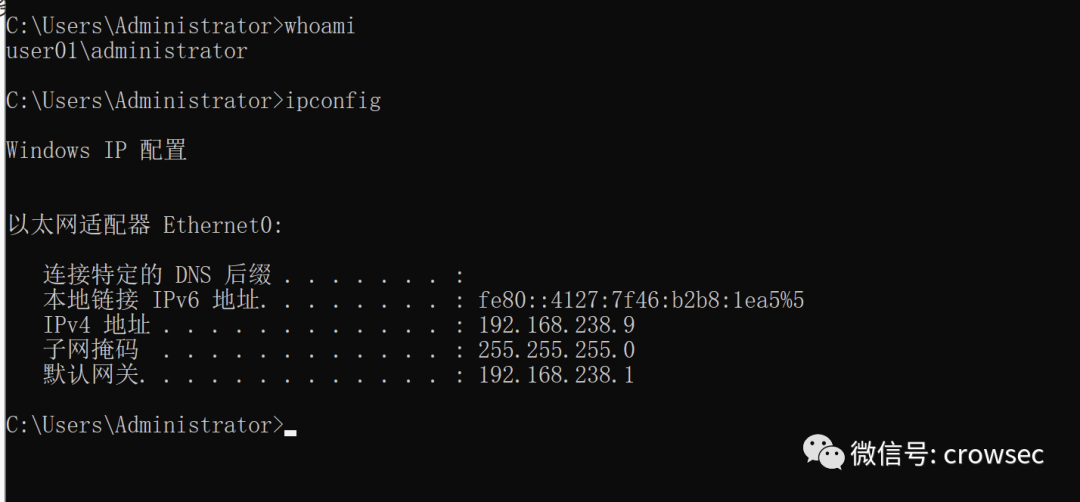 C:\Users\Administrator>whoami
user01\administrator
C:\Users\Administrator>ipconfig
Windows IP 配置
以太网适配器 Ethernet0:
连接特定的 DNS 后缀 . . . . . . . :
本地链接 IPv6 地址. . . . . . . . : fe80::4127:7f46:b2b8:1ea5%5
IPv4 地址 . . . . . . . . . . . . : 192.168.238.9
子网掩码 . . . . . . . . . . . . : 255.255.255.0
默认网关. . . . . . . . . . . . . : 192.168.238.1
C:\Users\Administrator>
微信号: crowsec